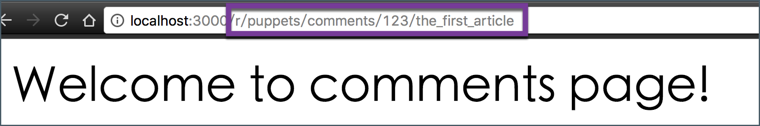 localhost:3000/r/puppets/comments/123/the_first_article
Welcome to comments page!